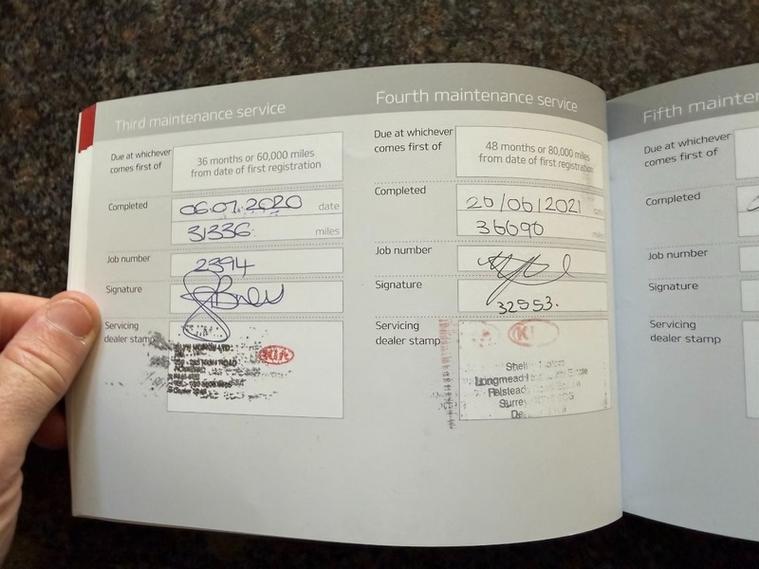 Third maintenance service
Due at whichever comes first of
36 months or 60,000 miles
from date of first registration
Completed
06.07.2020 date
31336 miles
Job number
2394
Signature
Servicing
dealer stamp
KIA
Fourth maintenance service
Due at whichever
comes first of
48 months or 80,000 miles
from date of first registration
Completed
20/06/2021
36690
Job number
Signature
32553.
Servicing
dealer stamp
Longmead
Surrey
Fifth mainte
Due at whichever
comes first of
Completed
Job number
Signature
Servicing
dealer stamp